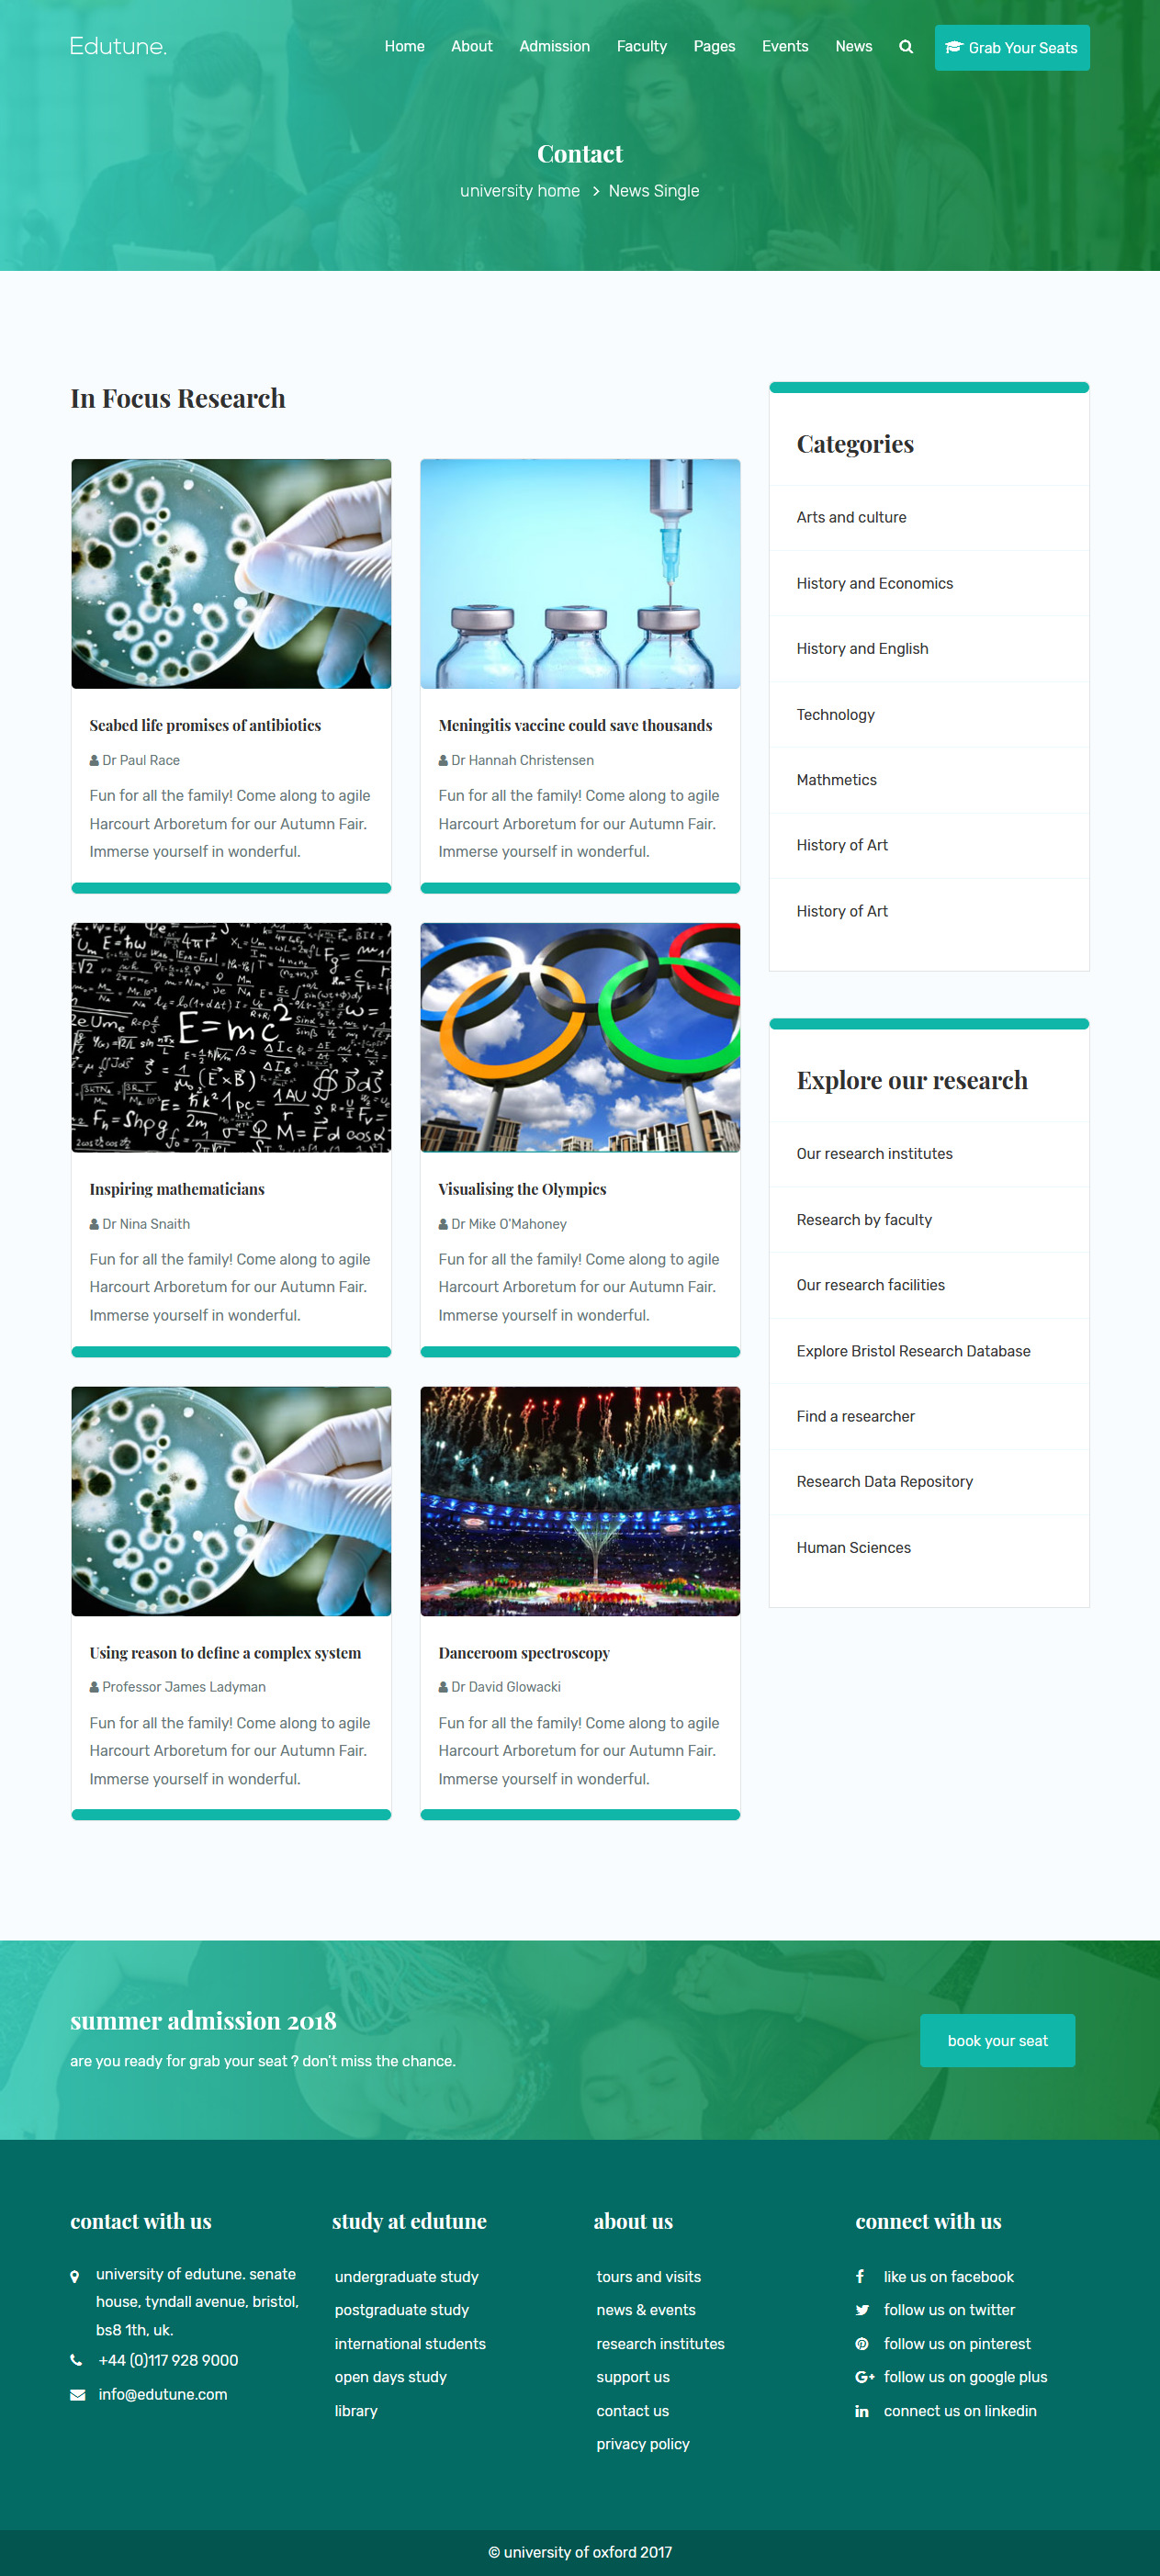 Edutune.
Home About Admission Faculty Pages Events News Grab Your Seats
Contact
university home > News Single
In Focus Research
Seabed life promises of antibiotics
Dr Paul Race
Fun for all the family! Come along to agile
Harcourt Arboretum for our Autumn Fair.
Immerse yourself in wonderful.
Meningitis vaccine could save thousands
Dr Hannah Christensen
Fun for all the family! Come along to agile
Harcourt Arboretum for our Autumn Fair.
Immerse yourself in wonderful.
E=mc²
Inspiring mathematicians
Dr Nina Snaith
Fun for all the family! Come along to agile
Harcourt Arboretum for our Autumn Fair.
Immerse yourself in wonderful.
Visualising the Olympics
Dr Mike O'Mahoney
Fun for all the family! Come along to agile
Harcourt Arboretum for our Autumn Fair.
Immerse yourself in wonderful.
Using reason to define a complex system
Professor James Ladyman
Fun for all the family! Come along to agile
Harcourt Arboretum for our Autumn Fair.
Immerse yourself in wonderful.
Danceroom spectroscopy
Dr David Glowacki
Fun for all the family! Come along to agile
Harcourt Arboretum for our Autumn Fair.
Immerse yourself in wonderful.
Categories
Arts and culture
History and Economics
History and English
Technology
Mathmetics
History of Art
History of Art
Explore our research
Our research institutes
Research by faculty
Our research facilities
Explore Bristol Research Database
Find a researcher
Research Data Repository
Human Sciences
summer admission 2018
are you ready for grab your seat ? don't miss the chance.
book your seat
contact with us
university of edutune. senate
house, tyndall avenue, bristol,
bs8 1th, uk.
+44 (0)117 928 9000
info@edutune.com
study at edutune
undergraduate study
postgraduate study
international students
open days study
library
about us
tours and visits
news & events
research institutes
support us
contact us
privacy policy
connect with us
like us on facebook
follow us on twitter
follow us on pinterest
follow us on google plus
connect us on linkedin
© university of oxford 2017